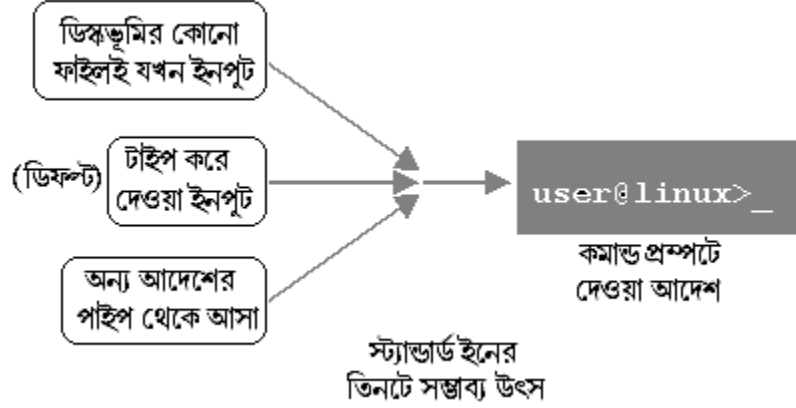 ডিস্কভূমির কোনো
ফাইলই যখন ইনপুট
(ডিফল্ট)
টাইপ করে
দেওয়া ইনপুট
user@linux>_
কমান্ড প্রম্পটে
দেওয়া আদেশ
অন্য আদেশের
পাইপ থেকে আসা
স্ট্যান্ডার্ড ইনের
তিনটে সম্ভাব্য উৎস